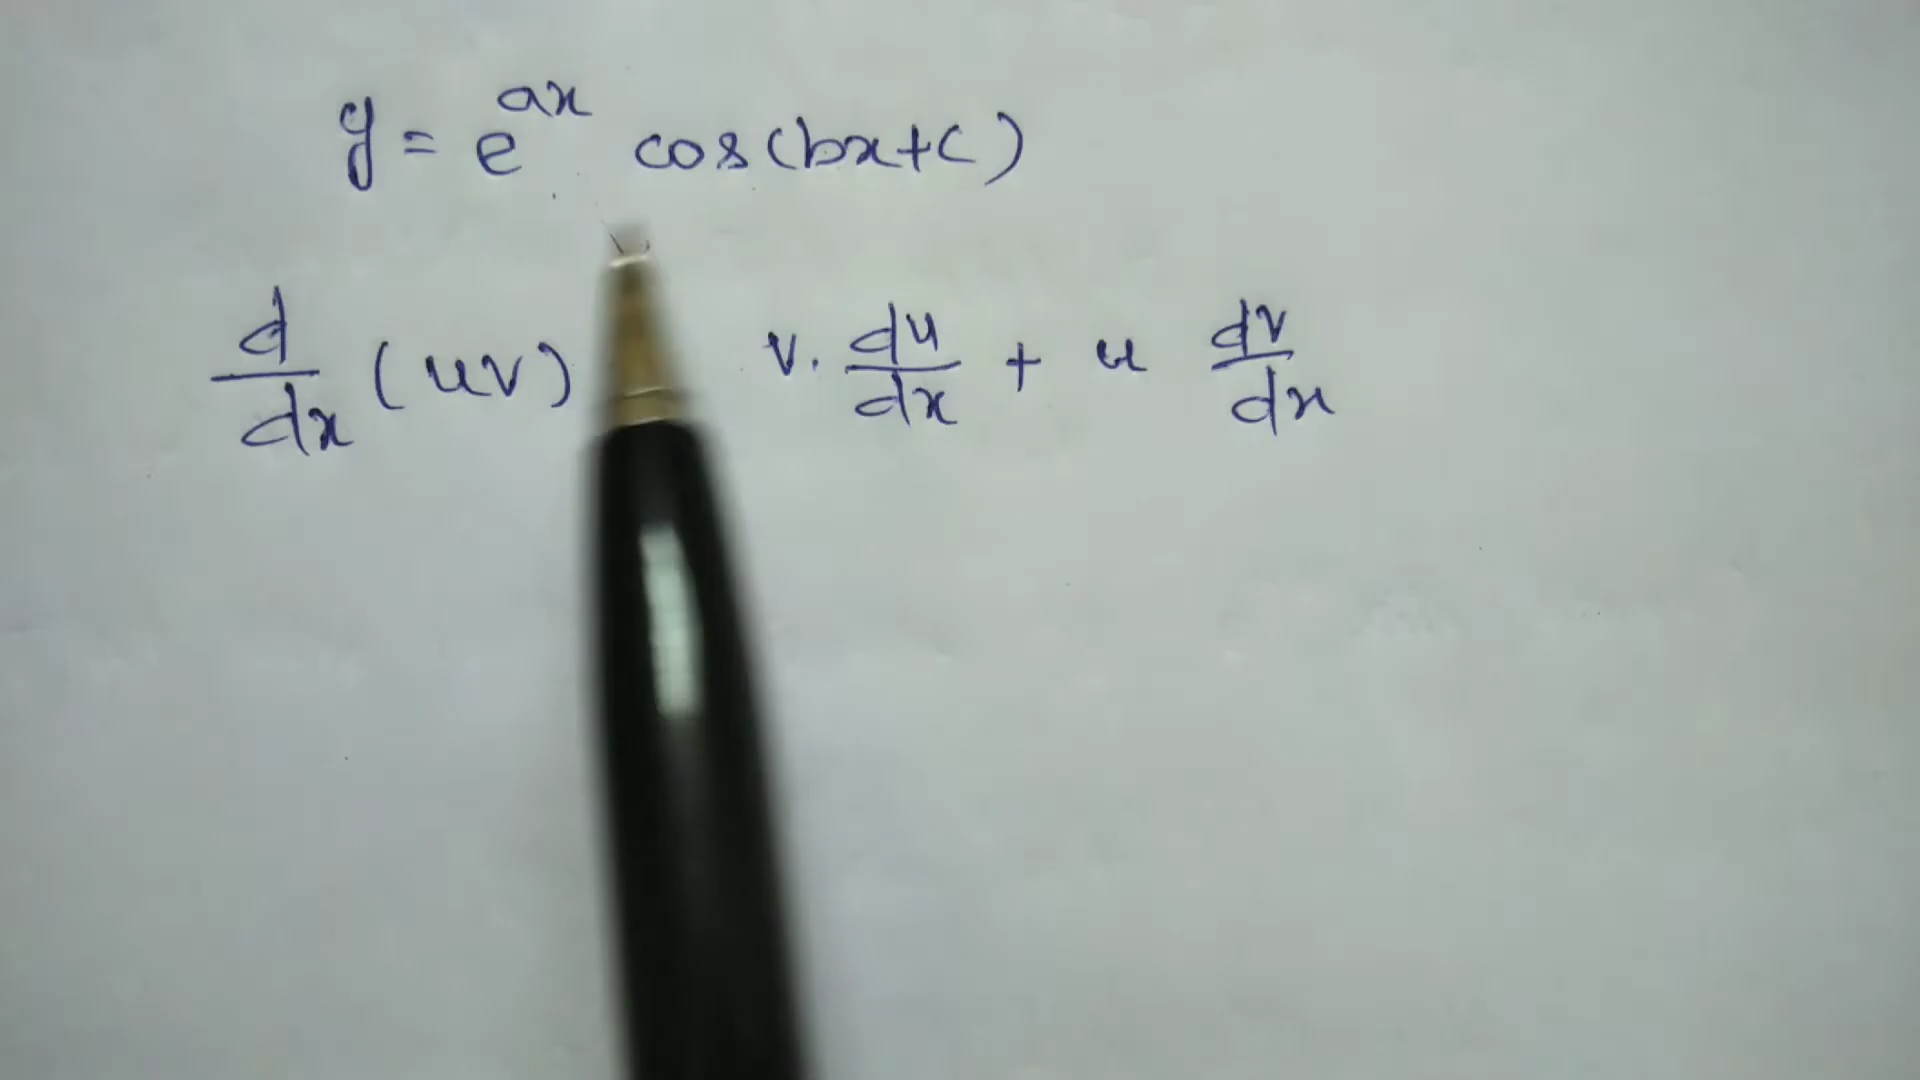 y = e^{ax} cos(bx+c)
d/dx (uv) v. du/dx + u dv/dx